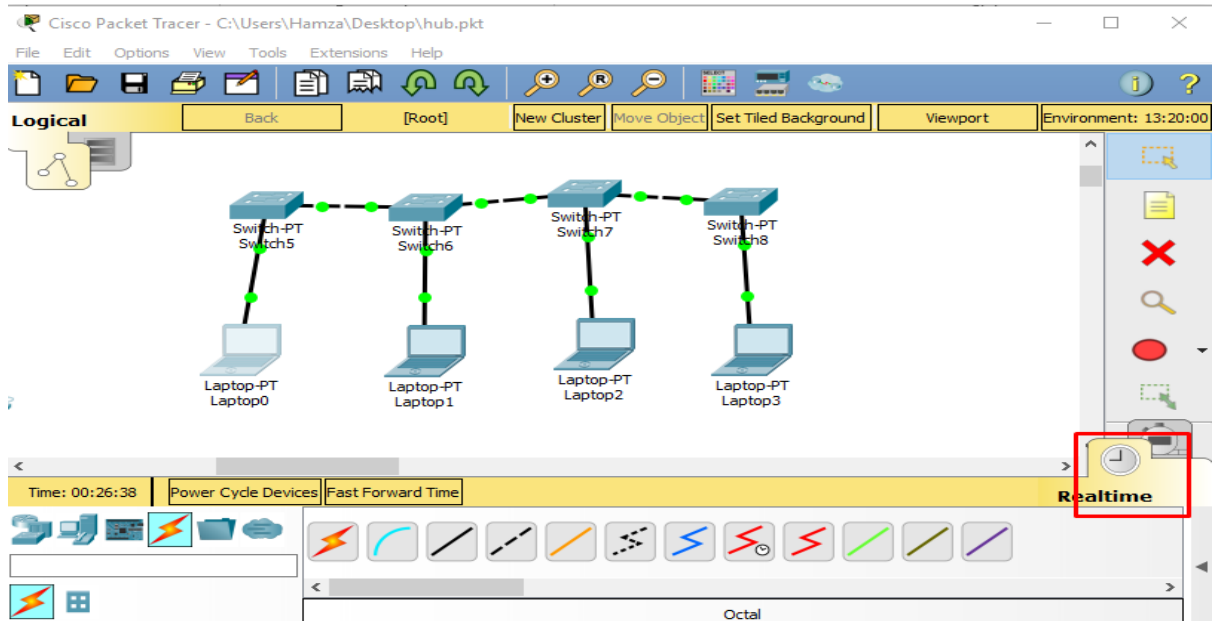 Cisco Packet Tracer - C:\Users\Hamza\Desktop\hub.pkt
File Edit Options View Tools Extensions Help
Logical Back [Root] New Cluster Move Object Set Tiled Background Viewport Environment: 13:20:00
Switch-PT
Switch5
Switch-PT
Switch6
Switch-PT
Switch7
Switch-PT
Switch8
Laptop-PT
Laptop0
Laptop-PT
Laptop1
Laptop-PT
Laptop2
Laptop-PT
Laptop3
Time: 00:26:38 Power Cycle Devices Fast Forward Time Realtime
Octal